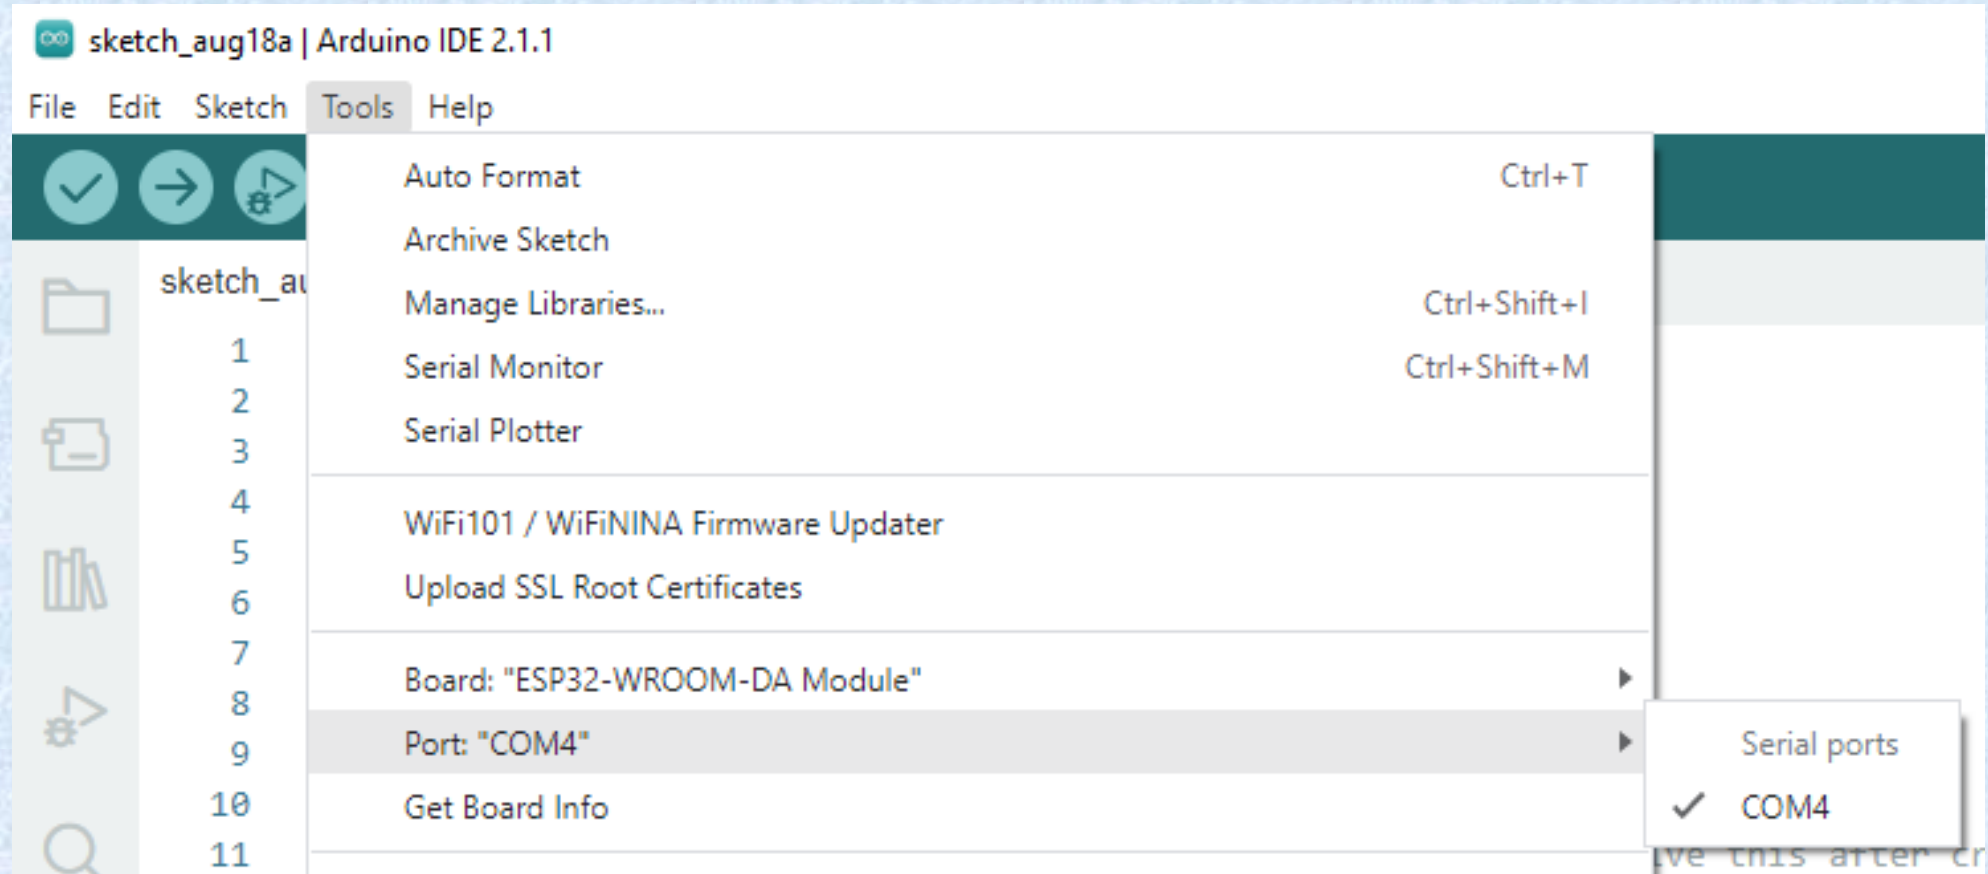 sketch_aug18a | Arduino IDE 2.1.1
File Edit Sketch Tools Help
Auto Format Ctrl+T
Archive Sketch
sketch_au
Manage Libraries... Ctrl+Shift+I
1
Serial Monitor Ctrl+Shift+M
2
Serial Plotter
3
4
WiFi101 / WiFiNINA Firmware Updater
5
Upload SSL Root Certificates
6
7
Board: "ESP32-WROOM-DA Module"
8
Port: "COM4" Serial ports
9
10 Get Board Info COM4
11 this after